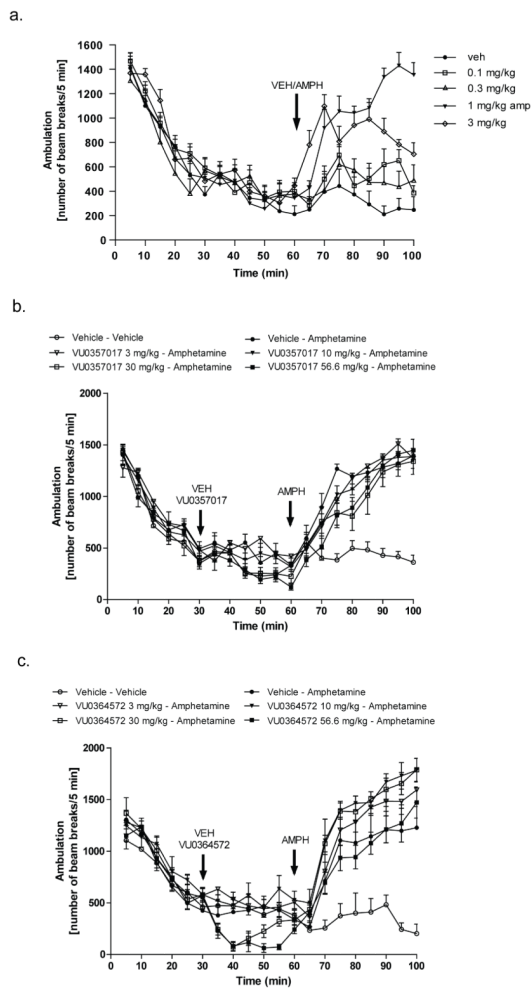 a.
1600
1400
1200
1000
800
600
400
200
0
0 10 20 30 40 50 60 70 80 90 100
Time (min)
Ambulation
[number of beam breaks/5 min]
VEH/AMPH
veh
0.1 mg/kg
0.3 mg/kg
1 mg/kg amp
3 mg/kg
b.
Vehicle - Vehicle
Vehicle - Amphetamine
VU0357017 3 mg/kg - Amphetamine
VU0357017 10 mg/kg - Amphetamine
VU0357017 30 mg/kg - Amphetamine
VU0357017 56.6 mg/kg - Amphetamine
2000
1500
1000
500
0
0 10 20 30 40 50 60 70 80 90 100
Time (min)
Ambulation
[number of beam breaks/5 min]
VEH
VU0357017
AMPH
c.
Vehicle - Vehicle
Vehicle - Amphetamine
VU0364572 3 mg/kg - Amphetamine
VU0364572 10 mg/kg - Amphetamine
VU0364572 30 mg/kg - Amphetamine
VU0364572 56.6 mg/kg - Amphetamine
2000
1500
1000
500
0
0 10 20 30 40 50 60 70 80 90 100
Time (min)
Ambulation
[number of beam breaks/5 min]
VEH
VU0364572
AMPH